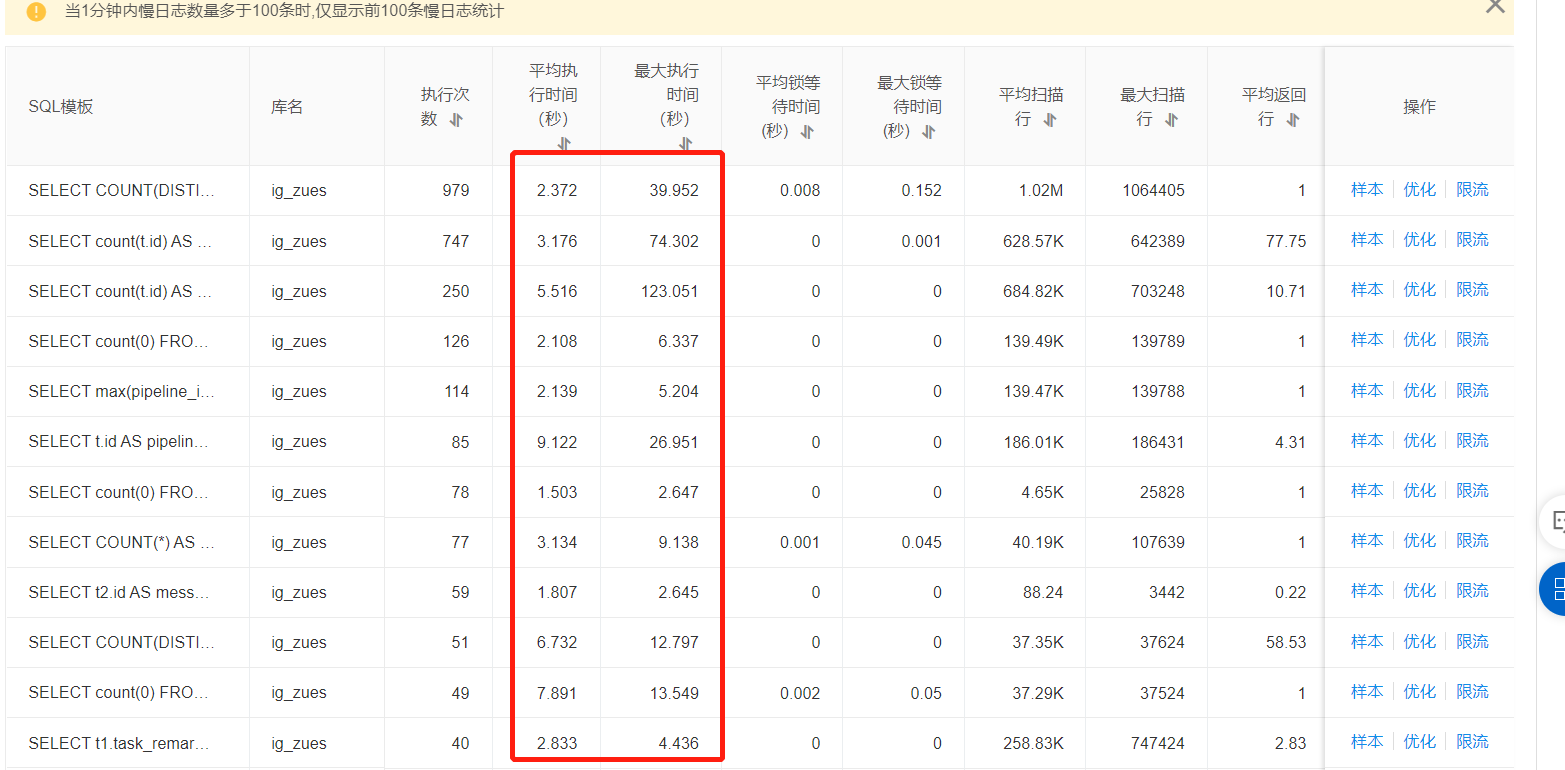 当1分钟内慢日志数量多于100条时,仅显示前100条慢日志统计
SQL模板 库名 执行次数 平均执行时间(秒) 最大执行时间(秒) 平均锁等待时间(秒) 最大锁等待时间(秒) 平均扫描行 最大扫描行 平均返回行 操作
SELECT COUNT(DISTI... ig_zues 979 2.372 39.952 0.008 0.152 1.02M 1064405 1 样本 优化 限流
SELECT count(t.id) AS ... ig_zues 747 3.176 74.302 0 0.001 628.57K 642389 77.75 样本 优化 限流
SELECT count(t.id) AS ... ig_zues 250 5.516 123.051 0 0 684.82K 703248 10.71 样本 优化 限流
SELECT count(0) FRO... ig_zues 126 2.108 6.337 0 0 139.49K 139789 1 样本 优化 限流
SELECT max(pipeline_i... ig_zues 114 2.139 5.204 0 0 139.47K 139788 1 样本 优化 限流
SELECT t.id AS pipelin... ig_zues 85 9.122 26.951 0 0 186.01K 186431 4.31 样本 优化 限流
SELECT count(0) FRO... ig_zues 78 1.503 2.647 0 0 4.65K 25828 1 样本 优化 限流
SELECT COUNT(*) AS ... ig_zues 77 3.134 9.138 0.001 0.045 40.19K 107639 1 样本 优化 限流
SELECT t2.id AS mess... ig_zues 59 1.807 2.645 0 0 88.24 3442 0.22 样本 优化 限流
SELECT COUNT(DISTI... ig_zues 51 6.732 12.797 0 0 37.35K 37624 58.53 样本 优化 限流
SELECT count(0) FRO... ig_zues 49 7.891 13.549 0.002 0.05 37.29K 37524 1 样本 优化 限流
SELECT t1.task_remar... ig_zues 40 2.833 4.436 0 0 258.83K 747424 2.83 样本 优化 限流